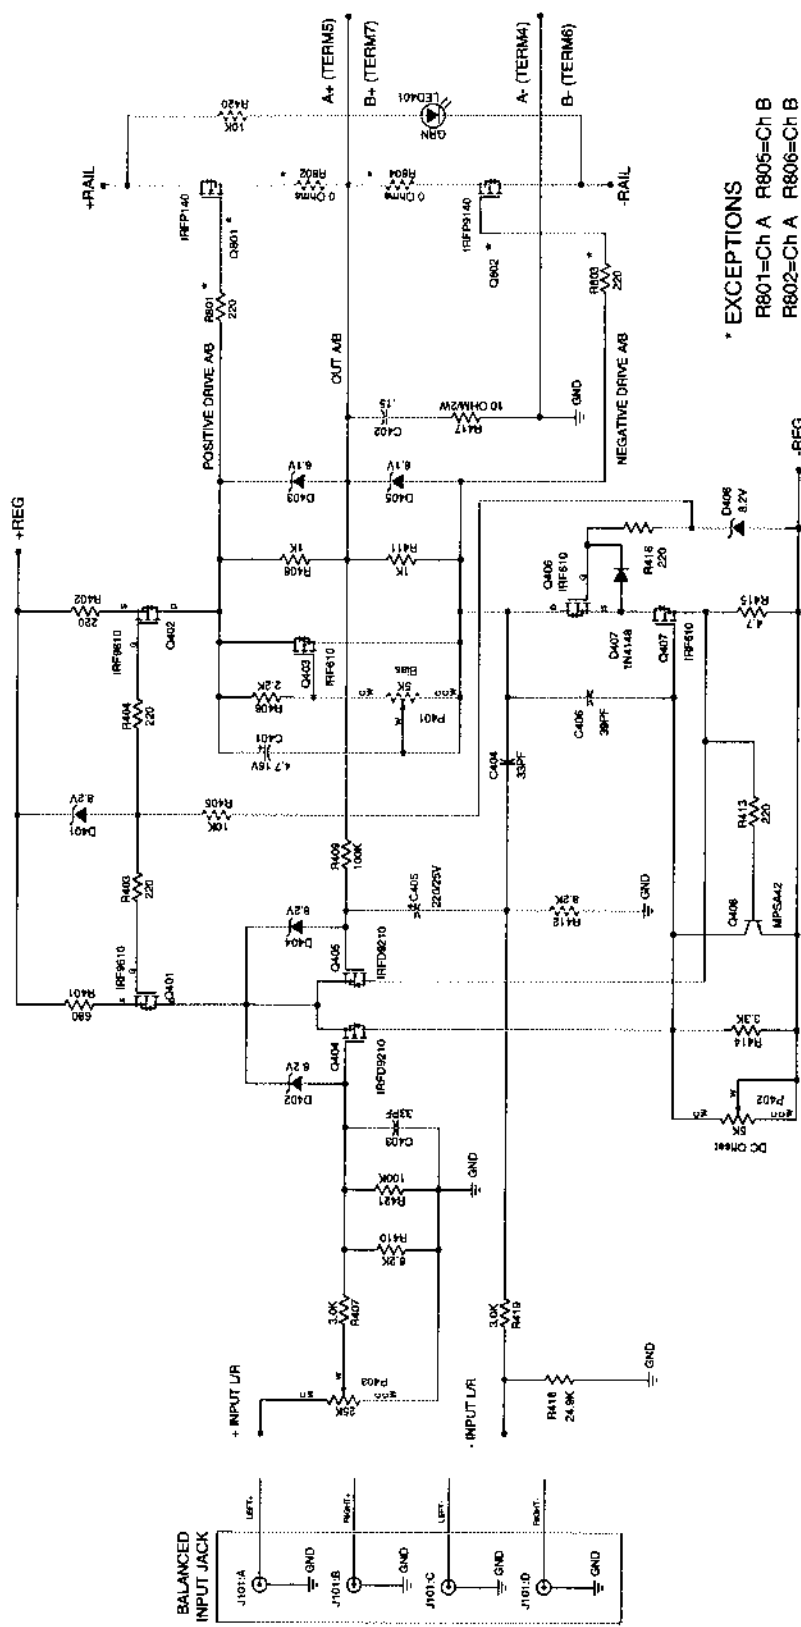 BALANCED
INPUT JACK
J101:A
GND
LEFT+
J101:B
GND
RIGHT+
J101:C
GND
LEFT-
J101:D
GND
RIGHT-
+ INPUT L/R
P403
25K
3.0K
R407
R410
8.2K
100K
R421
GND
33PF
C403
- INPUT L/R
R418
24.9K
GND
3.0K
R419
+REG
R401
680
IRF9610
Q401
R403
220
D401
8.2V
R404
220
IRF9610
Q402
R402
220
R405
10K
D402
8.2V
D404
8.2V
Q404
IRFD9210
Q405
IRFD9210
R409
100K
C405
220/25V
R412
8.2K
GND
C401
4.7 16V
R406
2.2K
Q403
IRF610
P401
5K
Bias
R408
1K
R411
1K
D403
D405
POSITIVE DRIVE A/B
OUT A/B
NEGATIVE DRIVE A/B
C402
.15
R417
10 OHM/2W
GND
R801 *
220
IRFP140
Q801 *
+RAIL
R802 *
0 Ohms
R804 *
0 Ohms
IRFP9140
Q802 *
R803 *
220
-RAIL
R420
10K
GRN
LED401
A+ (TERM5)
B+ (TERM7)
A- (TERM4)
B- (TERM6)
C404
33PF
C406
39PF
Q406
IRF610
D407
1N4148
R416
220
D406
8.2V
Q407
IRF610
R415
4.7
R413
220
Q408
MPSA42
R414
3.3K
P402
5K
DC Offset
-REG
* EXCEPTIONS
R801=Ch A R805=Ch B
R802=Ch A R806=Ch B